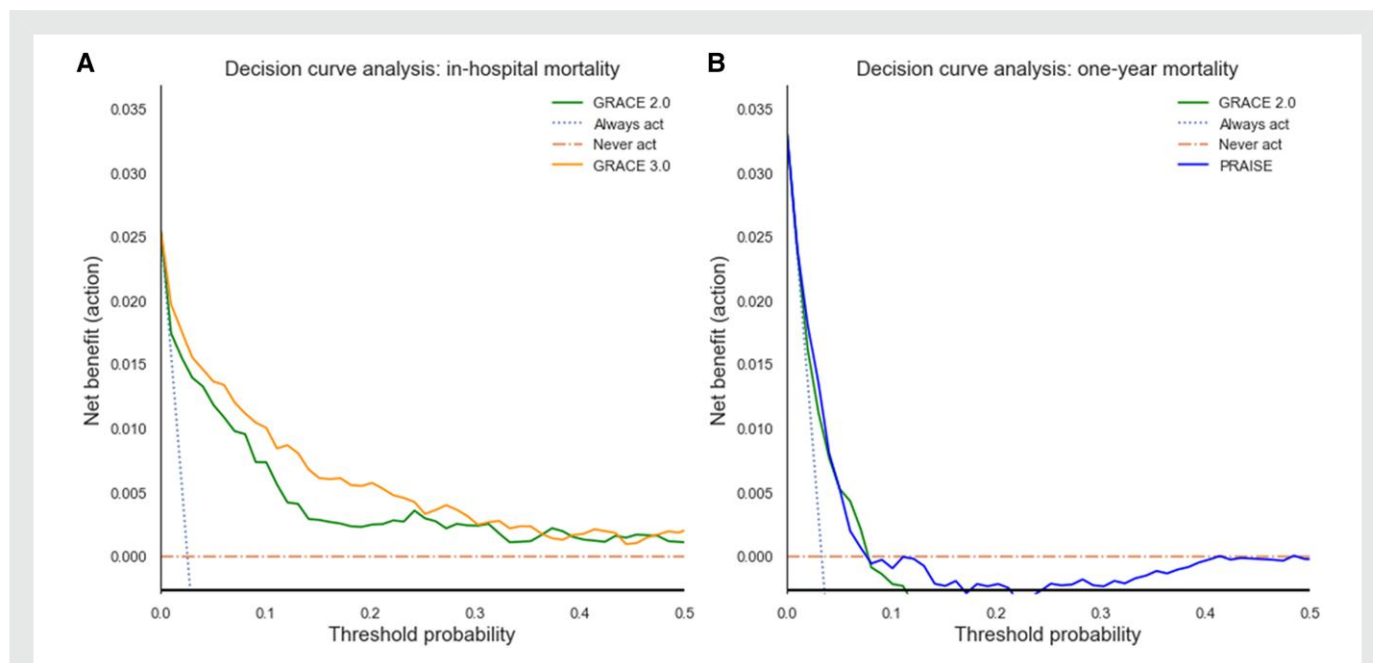 A
Decision curve analysis: in-hospital mortality
GRACE 2.0
Always act
Never act
GRACE 3.0
0.035
0.030
0.025
0.020
0.015
0.010
0.005
0.000
Net benefit (action)
0.0 0.1 0.2 0.3 0.4 0.5
Threshold probability
B
Decision curve analysis: one-year mortality
GRACE 2.0
Always act
Never act
PRAISE
0.035
0.030
0.025
0.020
0.015
0.010
0.005
0.000
Net benefit (action)
0.0 0.1 0.2 0.3 0.4 0.5
Threshold probability